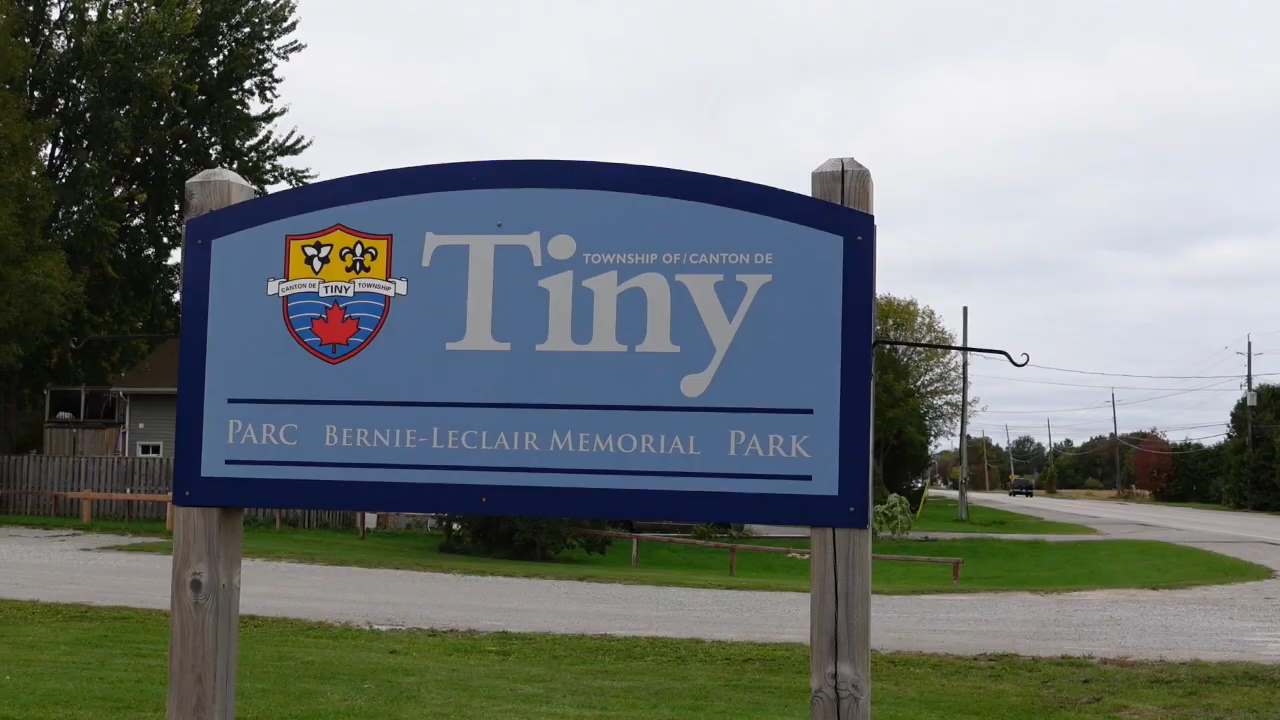 CANTON DE TINY TOWNSHIP
TOWNSHIP OF / CANTON DE
Tiny
PARC BERNIE-LECLAIR MEMORIAL PARK